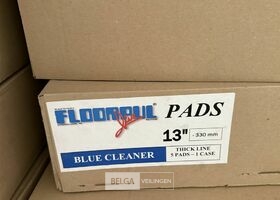 FLOORPUL PADS
13" - 330 mm
BLUE CLEANER
THICK LINE
5 PADS – 1 CASE
BELGA VEILINGEN